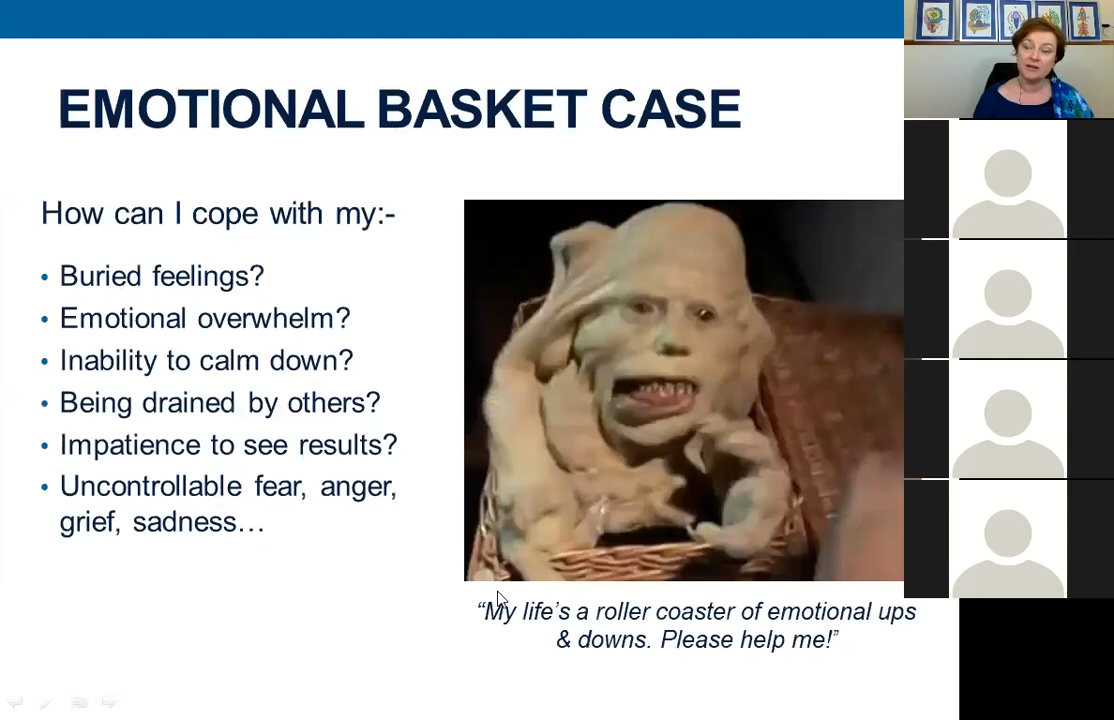 EMOTIONAL BASKET CASE
How can I cope with my:-
• Buried feelings?
• Emotional overwhelm?
• Inability to calm down?
• Being drained by others?
• Impatience to see results?
• Uncontrollable fear, anger,
grief, sadness…
“My life’s a roller coaster of emotional ups
& downs. Please help me!”